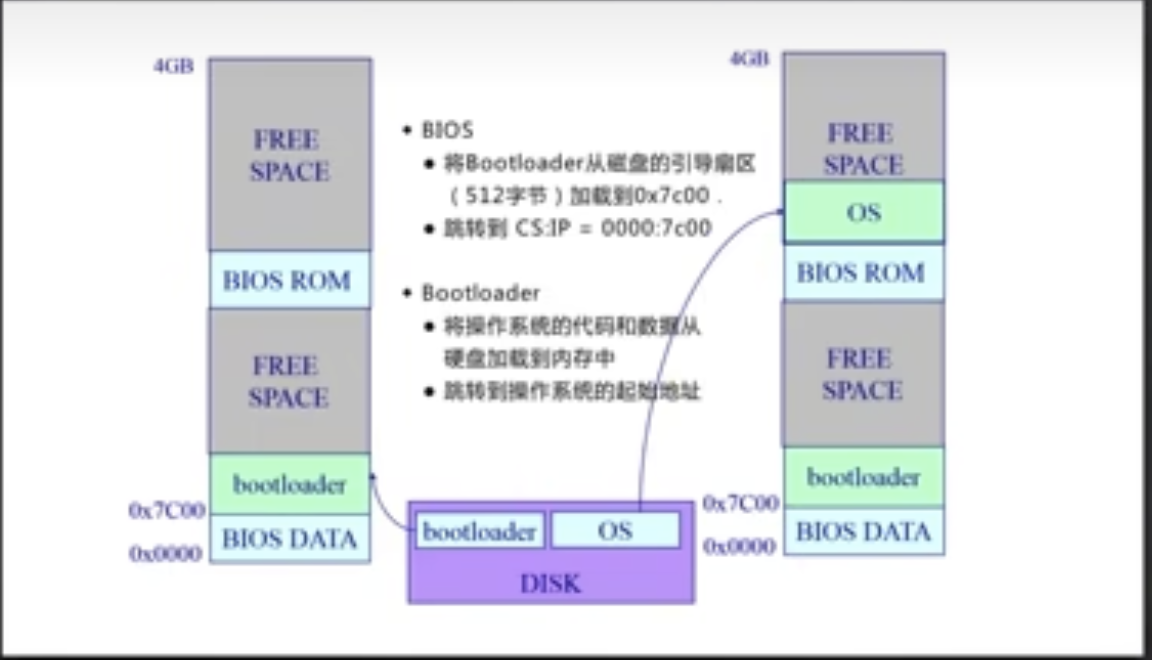 4GB
FREE
SPACE
BIOS ROM
FREE
SPACE
bootloader
0x7C00
BIOS DATA
0x0000
• BIOS
● 将Bootloader从磁盘的引导扇区
（512字节）加载到0x7c00 .
● 跳转到 CS:IP = 0000:7c00
• Bootloader
● 将操作系统的代码和数据从
硬盘加载到内存中
● 跳转到操作系统的起始地址
bootloader
OS
DISK
4GB
FREE
SPACE
OS
BIOS ROM
FREE
SPACE
bootloader
0x7C00
BIOS DATA
0x0000